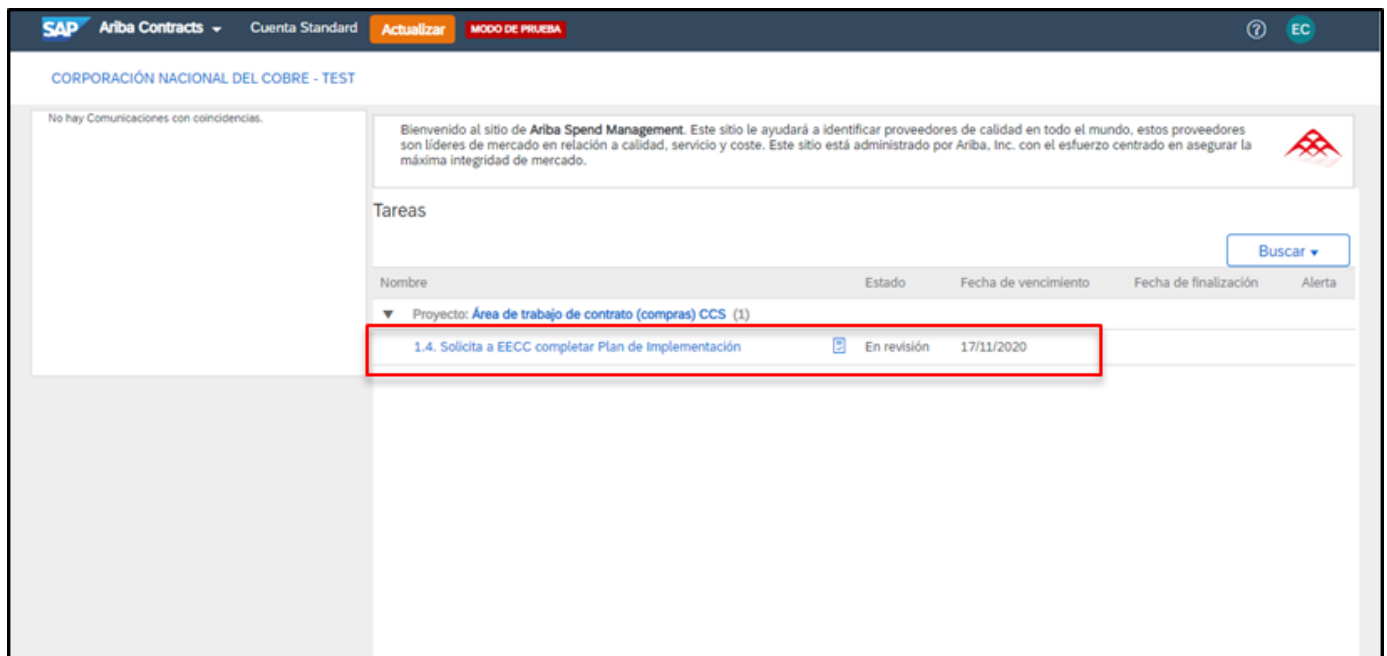 SAP Ariba Contracts Cuenta Standard Actualizar MODO DE PRUEBA ? EC
CORPORACIÓN NACIONAL DEL COBRE - TEST
No hay Comunicaciones con coincidencias.
Bienvenido al sitio de Ariba Spend Management. Este sitio le ayudará a identificar proveedores de calidad en todo el mundo, estos proveedores
son líderes de mercado en relación a calidad, servicio y coste. Este sitio está administrado por Ariba, Inc. con el esfuerzo centrado en asegurar la
máxima integridad de mercado.
Tareas
Buscar
Nombre Estado Fecha de vencimiento Fecha de finalización Alerta
Proyecto: Área de trabajo de contrato (compras) CCS (1)
1.4. Solicita a EECC completar Plan de Implementación En revisión 17/11/2020